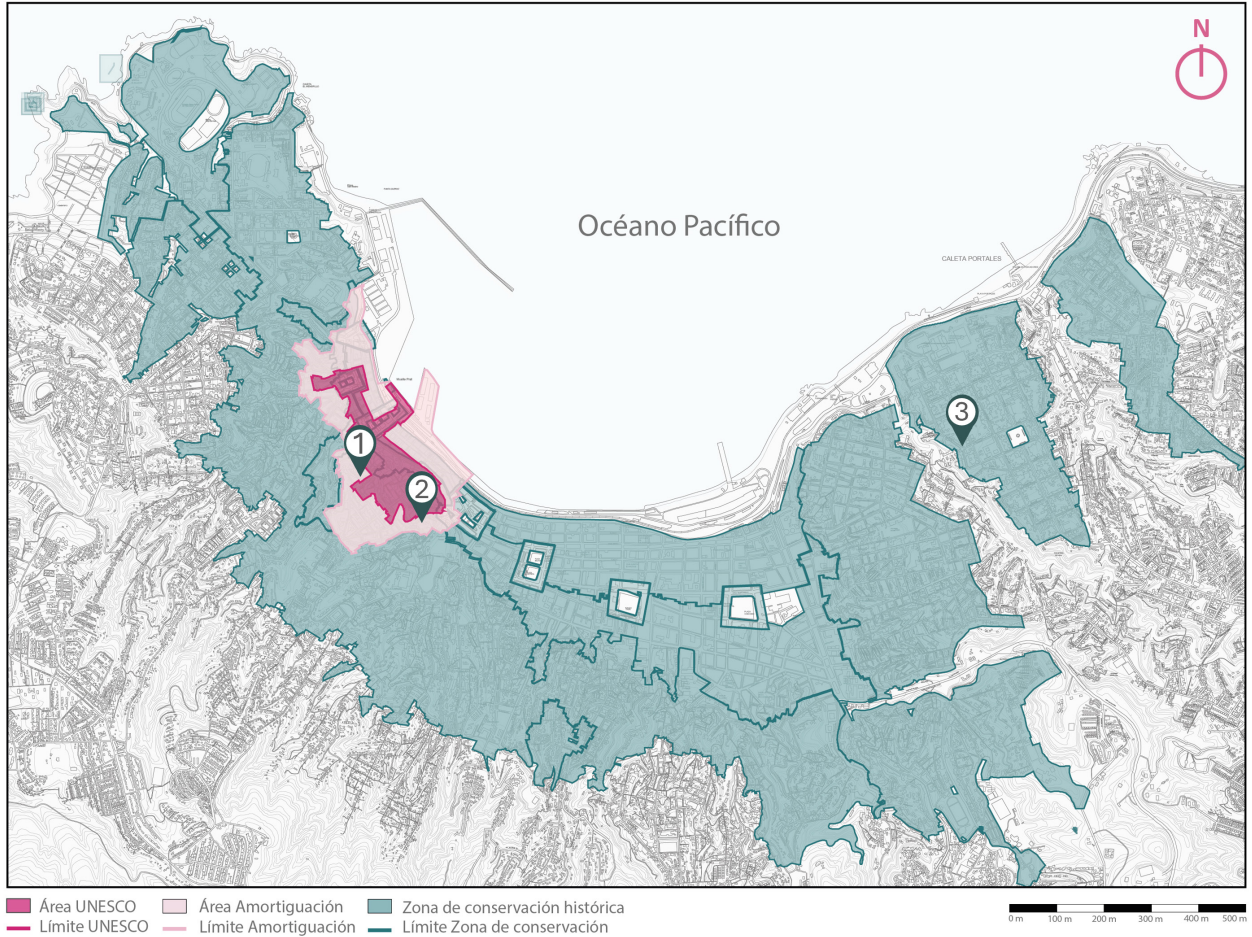 N
Océano Pacífico
CALETA PORTALES
1
2
3
Área UNESCO
Área Amortiguación
Zona de conservación histórica
Límite UNESCO
Límite Amortiguación
Límite Zona de conservación
0 m 100 m 200 m 300 m 400 m 500 m